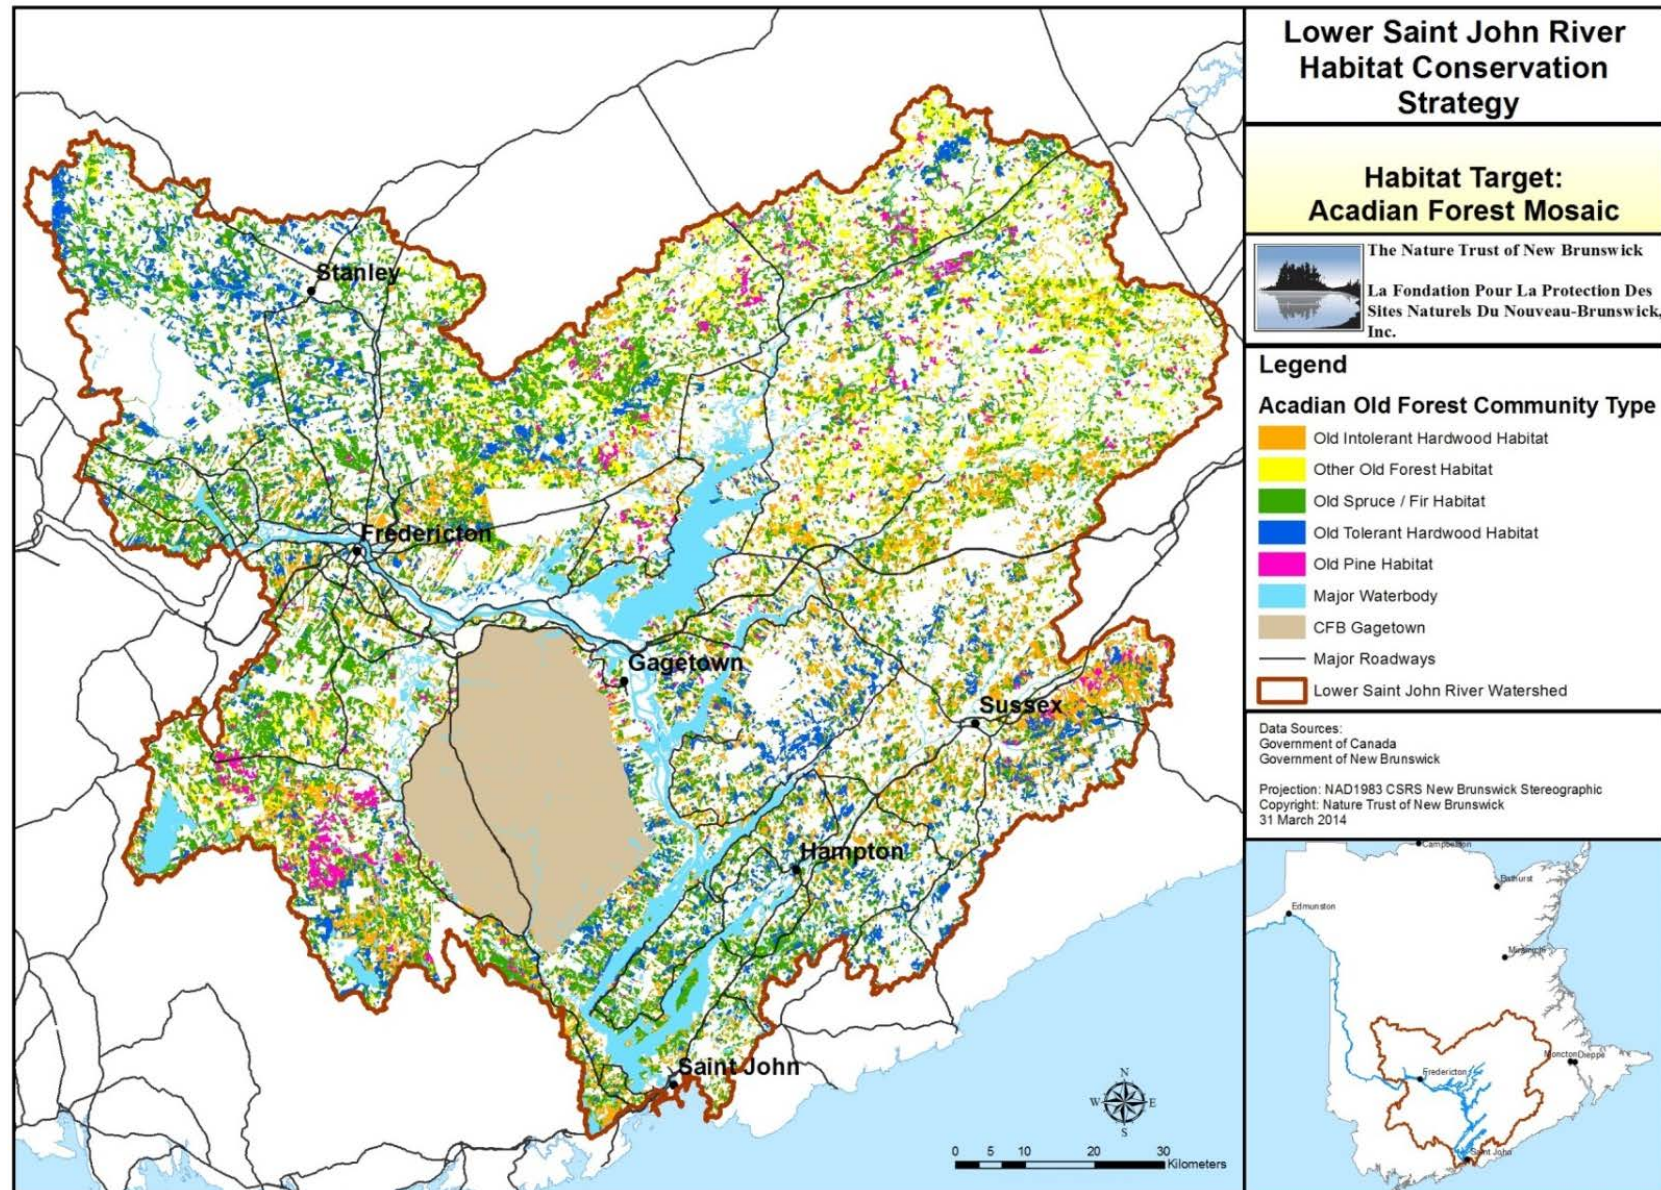 Lower Saint John River
Habitat Conservation
Strategy
Habitat Target:
Acadian Forest Mosaic
The Nature Trust of New Brunswick
La Fondation Pour La Protection Des
Sites Naturels Du Nouveau-Brunswick,
Inc.
Legend
Acadian Old Forest Community Type
Old Intolerant Hardwood Habitat
Other Old Forest Habitat
Old Spruce / Fir Habitat
Old Tolerant Hardwood Habitat
Old Pine Habitat
Major Waterbody
CFB Gagetown
Major Roadways
Lower Saint John River Watershed
Data Sources:
Government of Canada
Government of New Brunswick
Projection: NAD1983 CSRS New Brunswick Stereographic
Copyright: Nature Trust of New Brunswick
31 March 2014
Stanley
Fredericton
Gagetown
Sussex
Hampton
Saint John
N
W E
S
0 5 10 20 30
Kilometers
Campbellton
Bathurst
Edmunston
Miramichi
Moncton Dieppe
Fredericton
Saint John